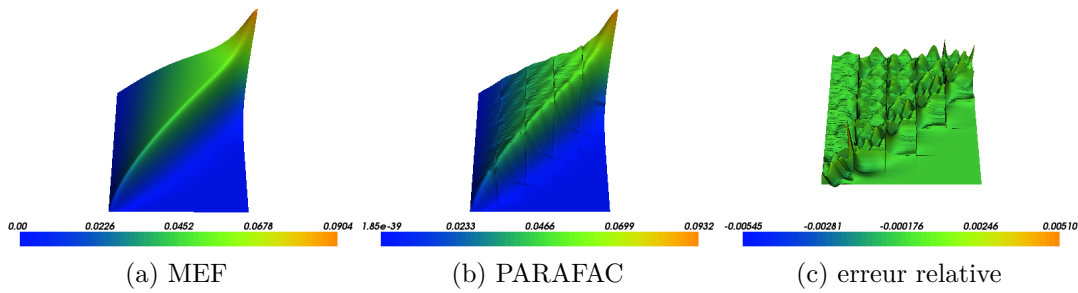 0.00 0.0226 0.0452 0.0678 0.0904
1.85e-39 0.0233 0.0466 0.0699 0.0932
-0.00545 -0.00281 -0.000176 0.00246 0.00510
(a) MEF
(b) PARAFAC
(c) erreur relative